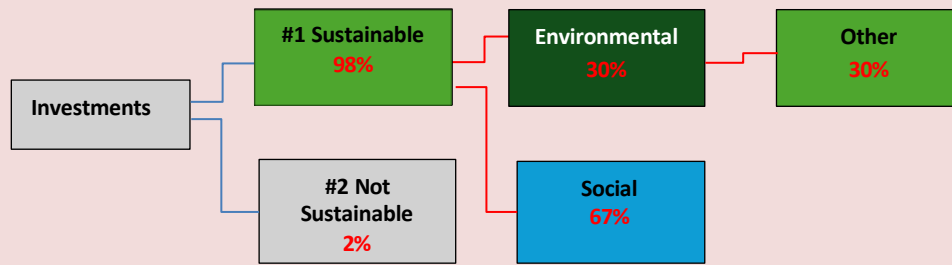 Investments
#1 Sustainable
98%
Environmental
30%
Other
30%
#2 Not
Sustainable
2%
Social
67%